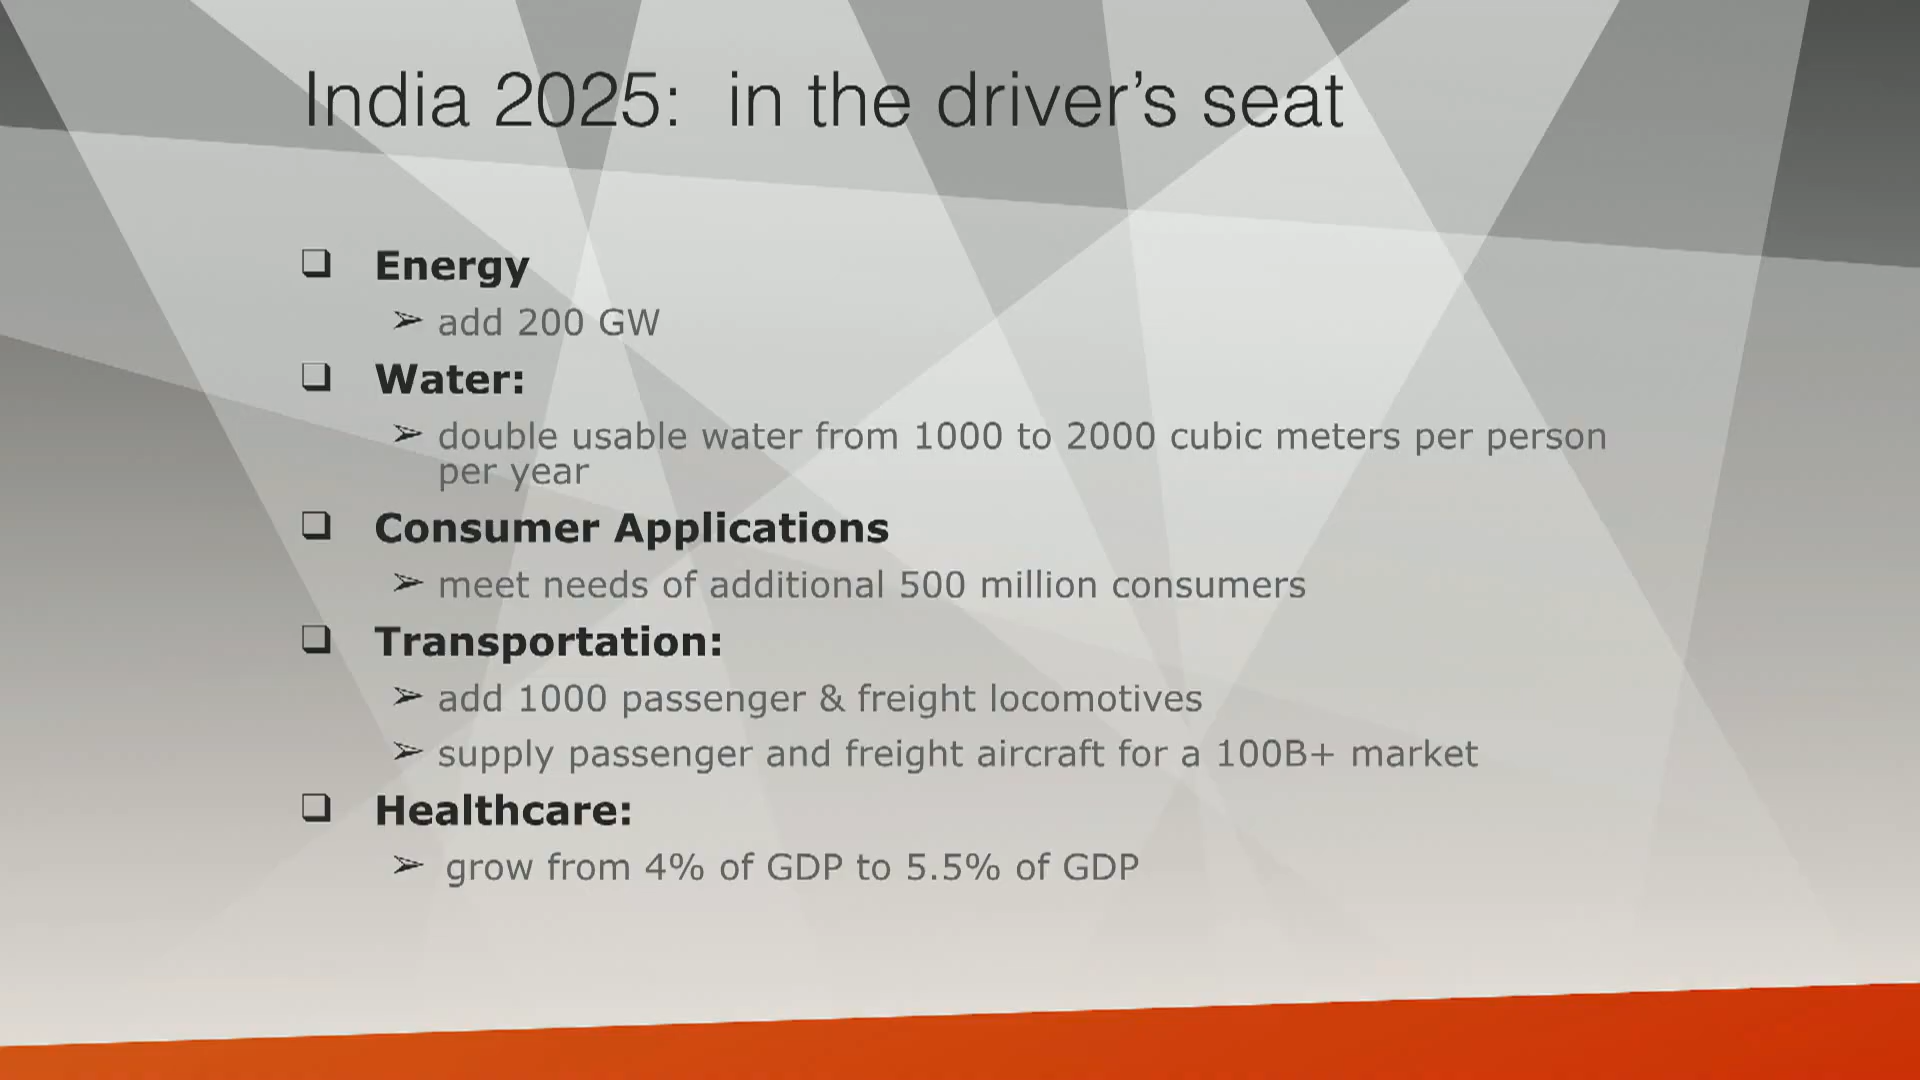 India 2025: in the driver’s seat
❑ Energy
➢ add 200 GW
❑ Water:
➢ double usable water from 1000 to 2000 cubic meters per person
per year
❑ Consumer Applications
➢ meet needs of additional 500 million consumers
❑ Transportation:
➢ add 1000 passenger & freight locomotives
➢ supply passenger and freight aircraft for a 100B+ market
❑ Healthcare:
➢ grow from 4% of GDP to 5.5% of GDP